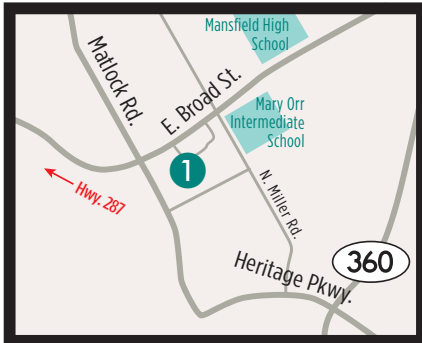 Mansfield High
School
Matlock Rd.
E. Broad St.
Mary Orr
Intermediate
School
1
Hwy. 287
N. Miller Rd.
360
Heritage Pkwy.